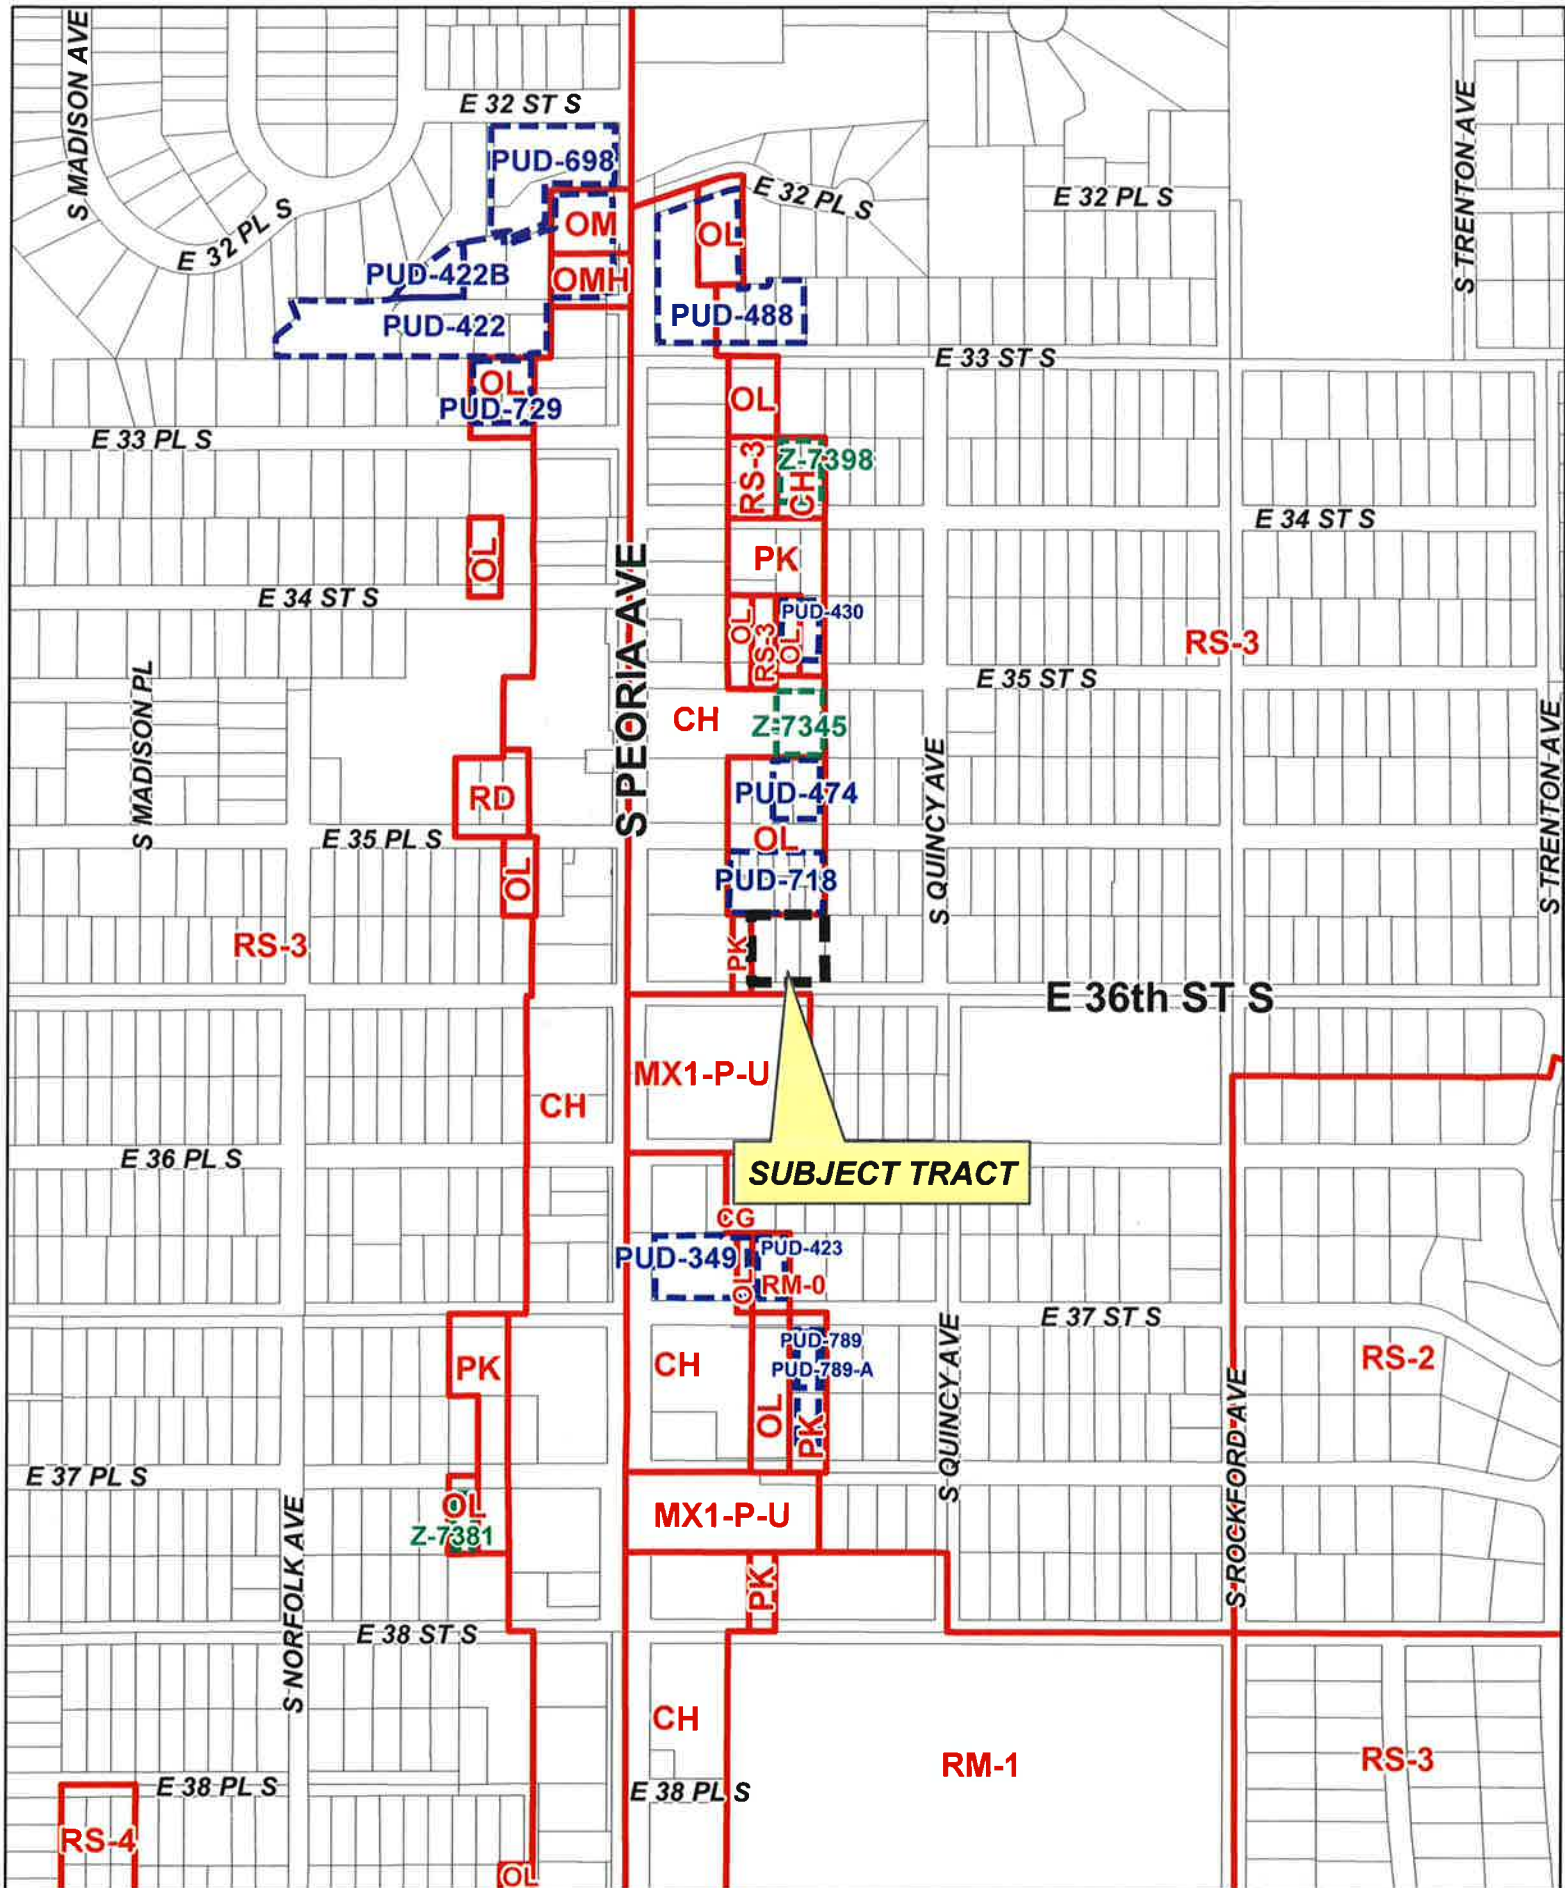 S MADISON AVE
E 32 ST S
S TRENTON AVE
PUD-698
E 32 PL S
E 32 PL S
E 32 PL S
OM
OL
PUD-422B
OMH
PUD-422
PUD-488
E 33 ST S
OL
PUD-729
OL
E 33 PL S
RS-3
Z-7398
CH
E 34 ST S
OL
PK
E 34 ST S
S PEORIA AVE
OL
RS-3
OL
PUD-430
RS-3
E 35 ST S
S MADISON PL
CH
Z-7345
S QUINCY AVE
S TRENTON AVE
RD
PUD-474
E 35 PL S
OL
OL
PUD-718
RS-3
PK
E 36th ST S
MX1-P-U
CH
E 36 PL S
SUBJECT TRACT
CG
PUD-349
OL
PUD-423
RM-0
E 37 ST S
PK
CH
PUD-789
PUD-789-A
RS-2
OL
PK
S QUINCY AVE
S ROCKFORD AVE
E 37 PL S
OL
Z-7381
MX1-P-U
S NORFOLK AVE
PK
E 38 ST S
CH
RM-1
RS-3
E 38 PL S
E 38 PL S
RS-4
OL